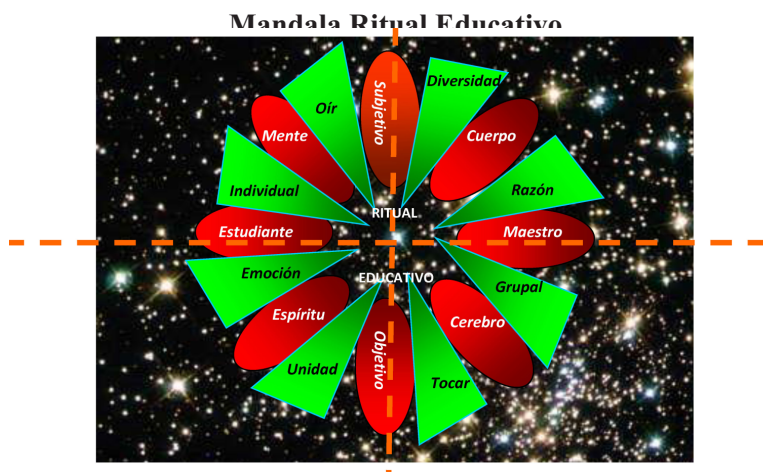 Mandala Ritual Educativo
Subjetivo
Diversidad
Oír
Cuerpo
Mente
Razón
Individual
RITUAL
Estudiante
Maestro
EDUCATIVO
Emoción
Grupal
Espíritu
Cerebro
Objetivo
Unidad
Tocar